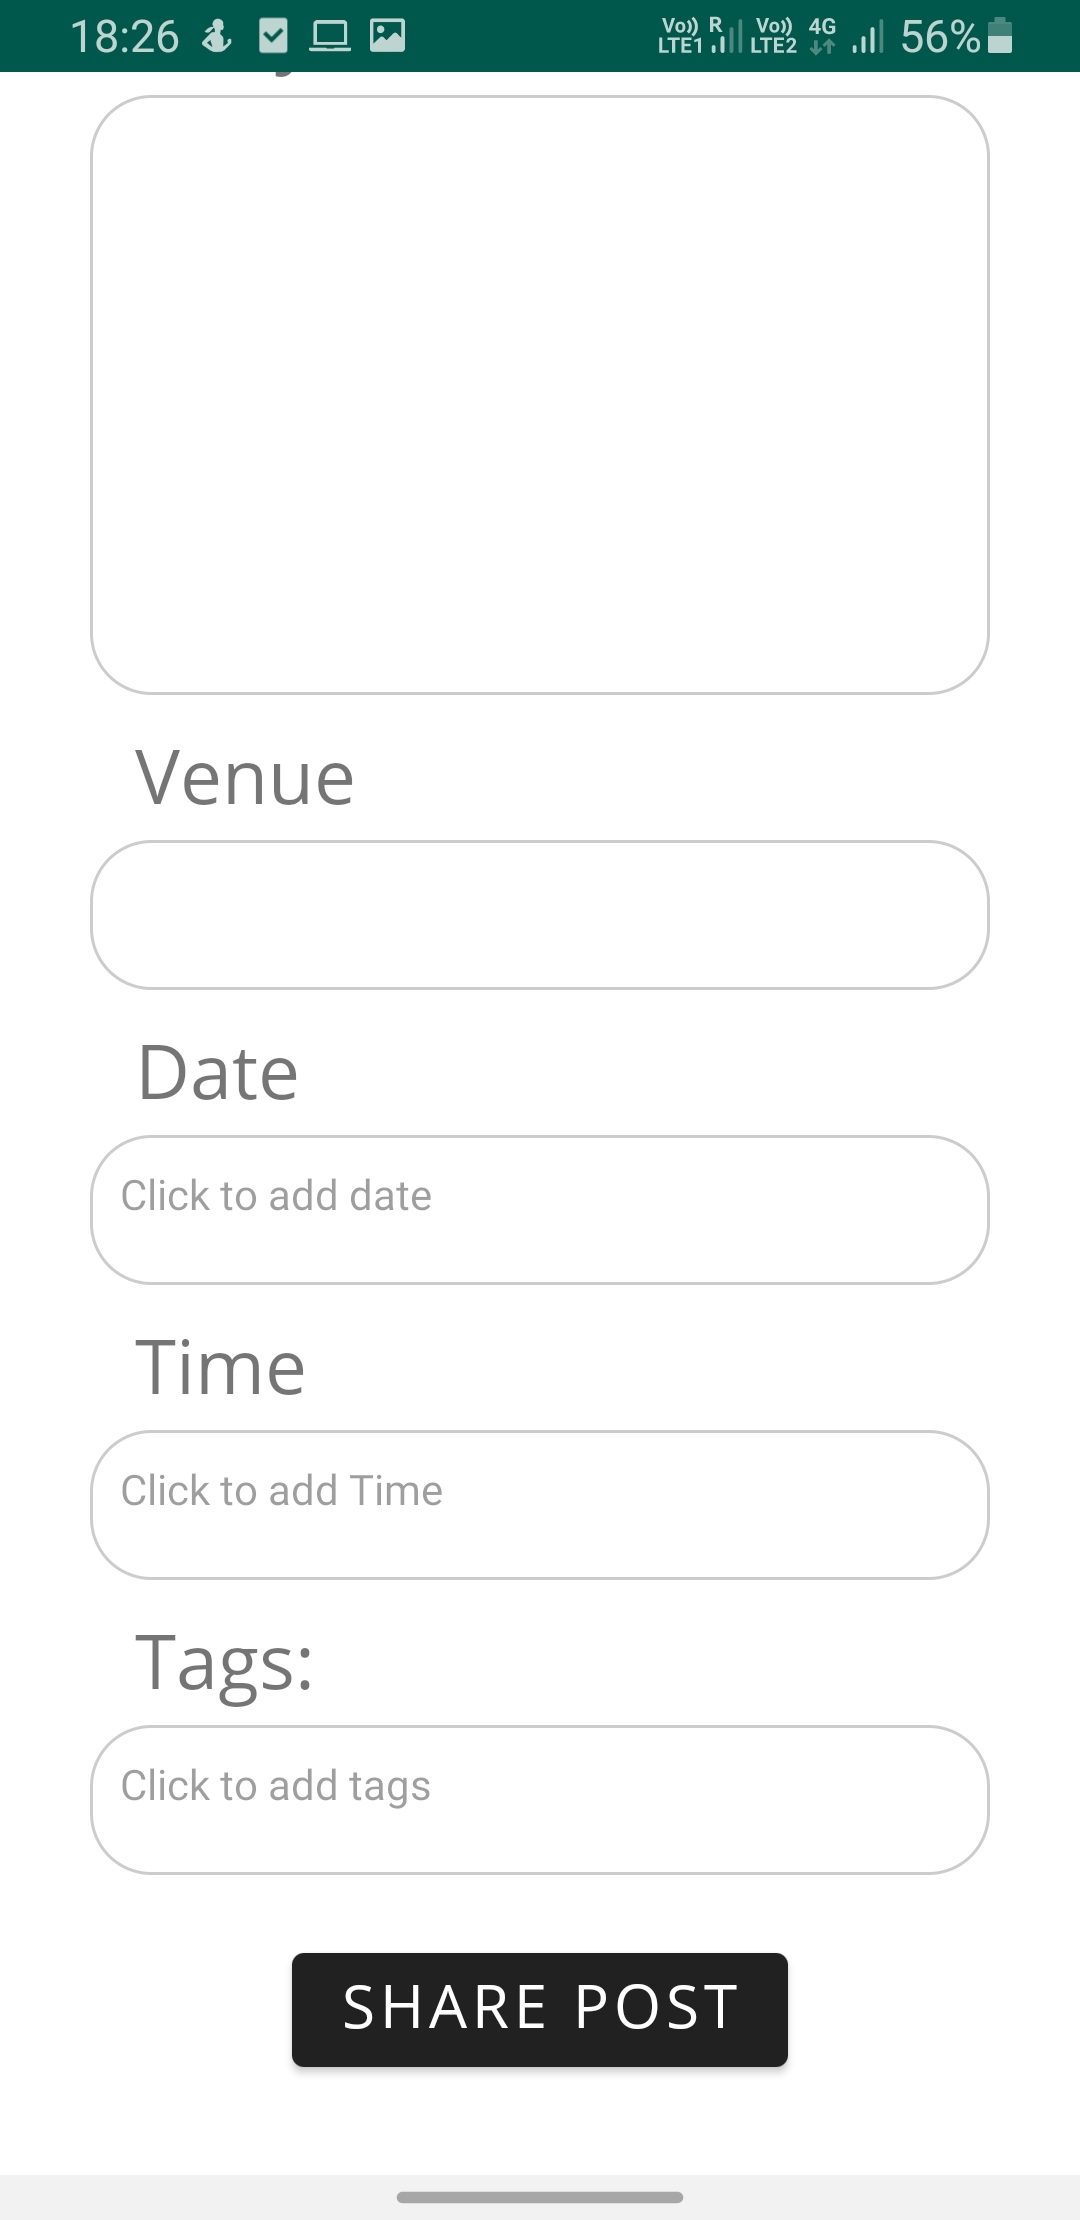 18:26
Vo)) R Vo)) 4G
LTE1 LTE2 56%
Venue
Date
Click to add date
Time
Click to add Time
Tags:
Click to add tags
SHARE POST